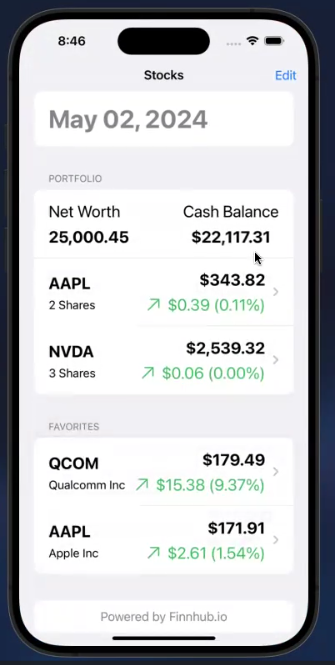 8:46
Stocks Edit
May 02, 2024
PORTFOLIO
Net Worth Cash Balance
25,000.45 $22,117.31
AAPL $343.82
2 Shares $0.39 (0.11%)
NVDA $2,539.32
3 Shares $0.06 (0.00%)
FAVORITES
QCOM $179.49
Qualcomm Inc $15.38 (9.37%)
AAPL $171.91
Apple Inc $2.61 (1.54%)
Powered by Finnhub.io